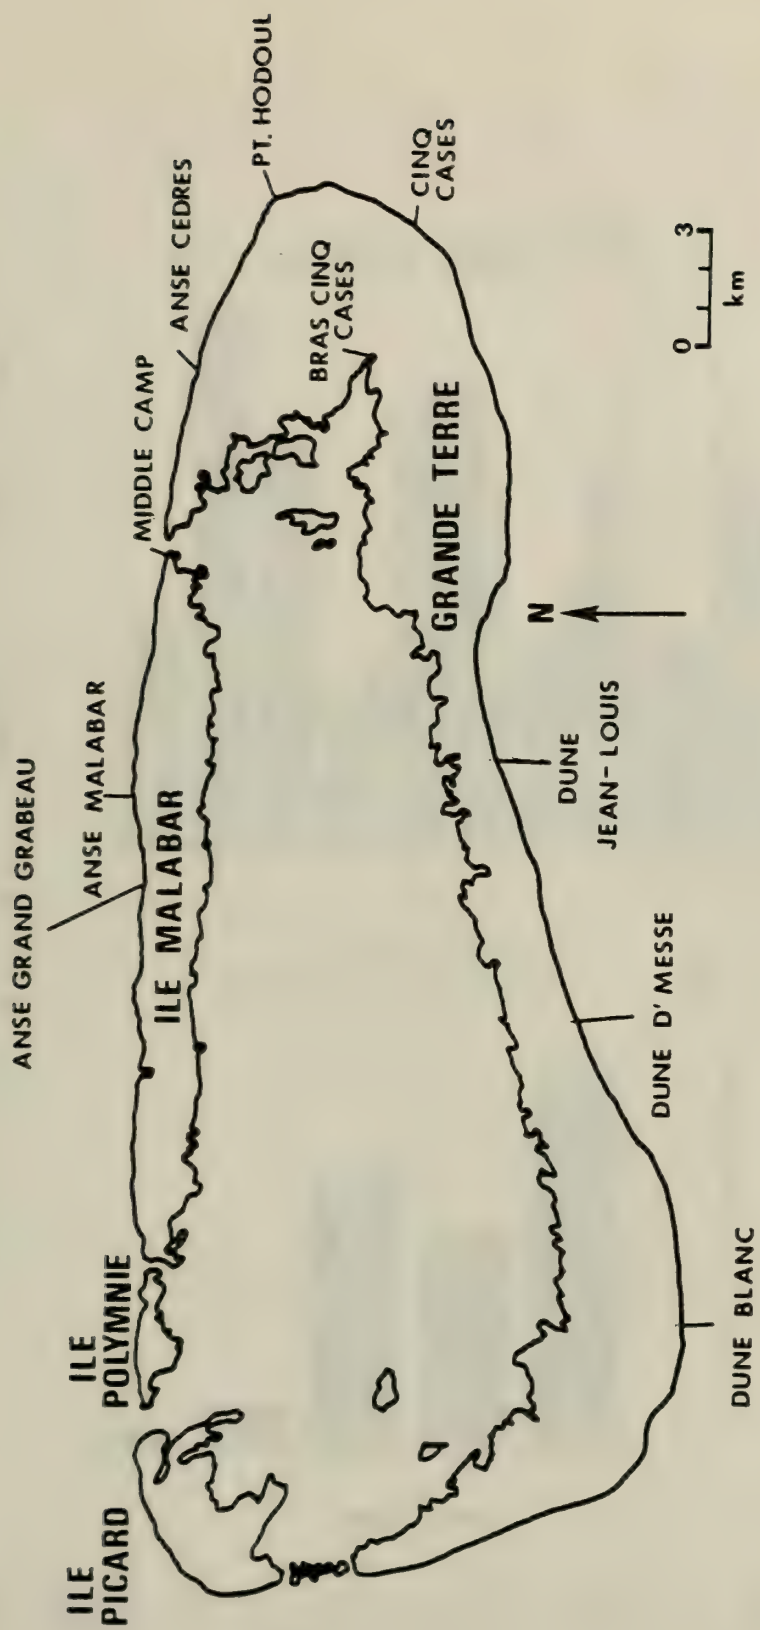 ANSE GRAND GRABEAU
ANSE MALABAR
MIDDLE CAMP
ANSE CEDRES
PT. HODOUL
ILE
PICARD
ILE
POLYMNIE
ILE MALABAR
BRAS CINQ
CASES
CINQ
CASES
GRANDE TERRE
N
DUNE
JEAN-LOUIS
DUNE D'MESSE
DUNE BLANC
0 3
km